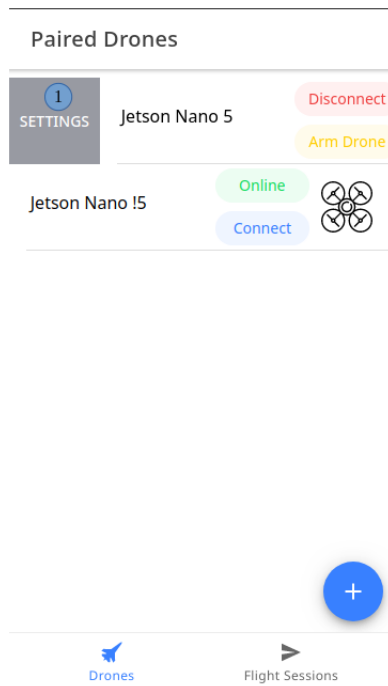 Paired Drones
1
SETTINGS
Jetson Nano 5
Disconnect
Arm Drone
Jetson Nano !5
Online
Connect
+
Drones
Flight Sessions